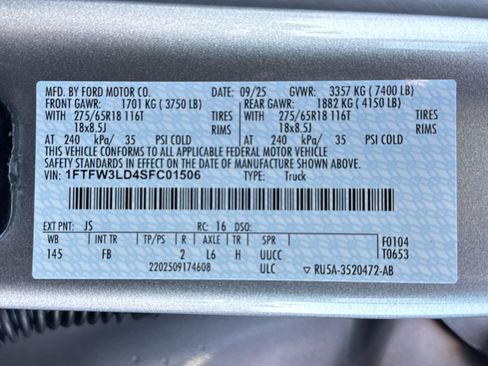 MFD. BY FORD MOTOR CO. 09/25 GVWR: 3357 KG ( 7400 LB)
FRONT GAWR: 1701 KG ( 3750 LB) REAR GAWR: 1882 KG ( 4150 LB)
WITH 275/65R18 116T TIRES WITH 275/65R18 116T TIRES
18x8.5J RIMS 18x8.5J RIMS
AT 240 kPa/ 35 PSI COLD AT 240 kPa/ 35 PSI COLD
THIS VEHICLE CONFORMS TO ALL APPLICABLE FEDERAL MOTOR VEHICLE
SAFETY STANDARDS IN EFFECT ON THE DATE OF MANUFACTURE SHOWN ABOVE.
VIN: 1FTFW3LD4SFC01506 TYPE: Truck
EXT PNT: JS RC: 16 DSO:
WB INT TR TP/PS R AXLE TR SPR F0104
145 FB 2 L6 H UUCC T0653
2202509174608 ULC RU5A-3520472-AB